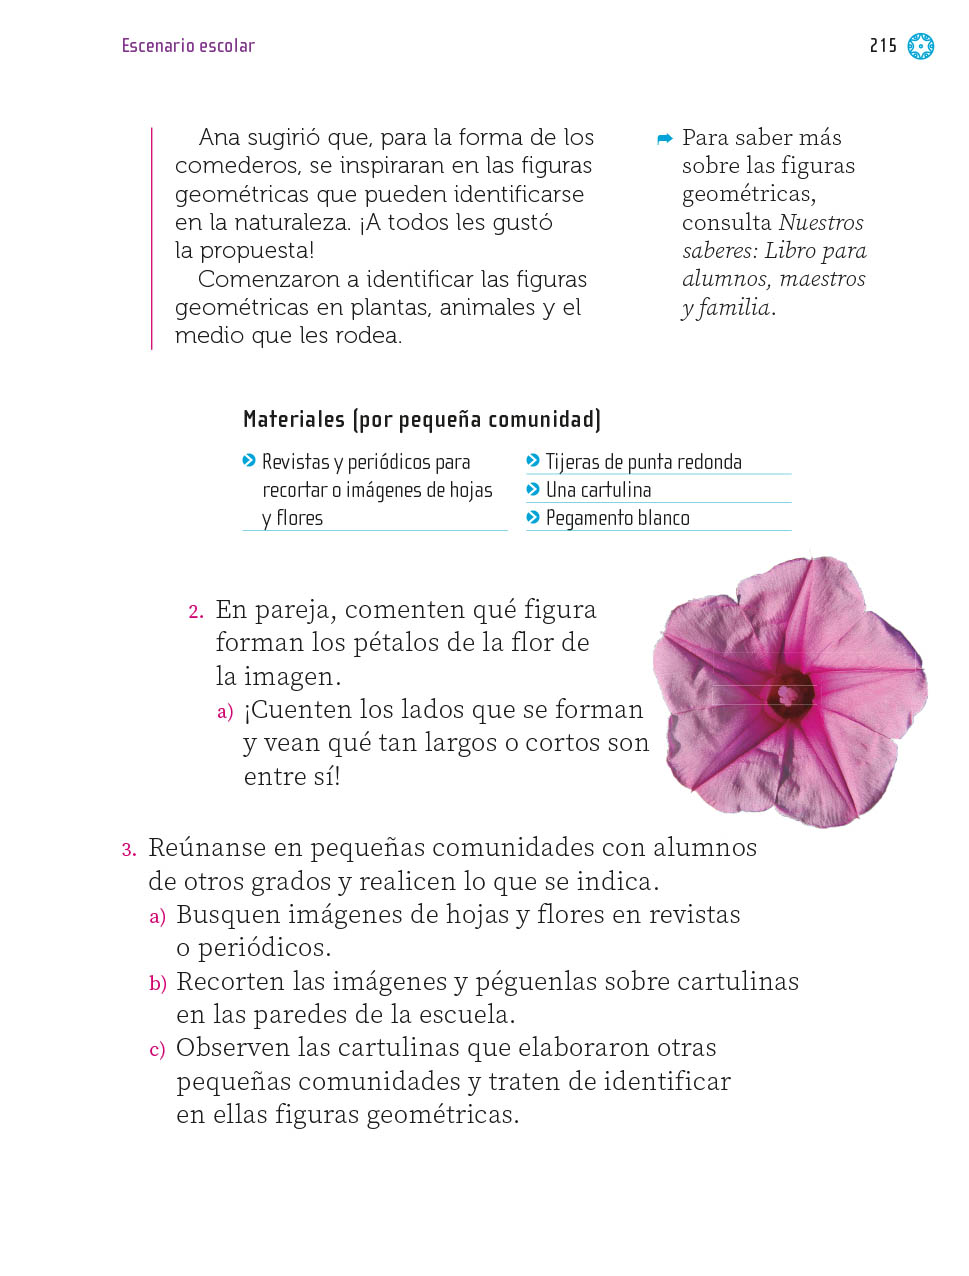 Escenario escolar
215
Ana sugirió que, para la forma de los
comederos, se inspiraran en las figuras
geométricas que pueden identificarse
en la naturaleza. ¡A todos les gustó
la propuesta!
Comenzaron a identificar las figuras
geométricas en plantas, animales y el
medio que les rodea.
Para saber más
sobre las figuras
geométricas,
consulta Nuestros
saberes: Libro para
alumnos, maestros
y familia.
Materiales (por pequeña comunidad)
Revistas y periódicos para
recortar o imágenes de hojas
y flores
Tijeras de punta redonda
Una cartulina
Pegamento blanco
2. En pareja, comenten qué figura
forman los pétalos de la flor de
la imagen.
a) ¡Cuenten los lados que se forman
y vean qué tan largos o cortos son
entre sí!
3. Reúnanse en pequeñas comunidades con alumnos
de otros grados y realicen lo que se indica.
a) Busquen imágenes de hojas y flores en revistas
o periódicos.
b) Recorten las imágenes y péguenlas sobre cartulinas
en las paredes de la escuela.
c) Observen las cartulinas que elaboraron otras
pequeñas comunidades y traten de identificar
en ellas figuras geométricas.